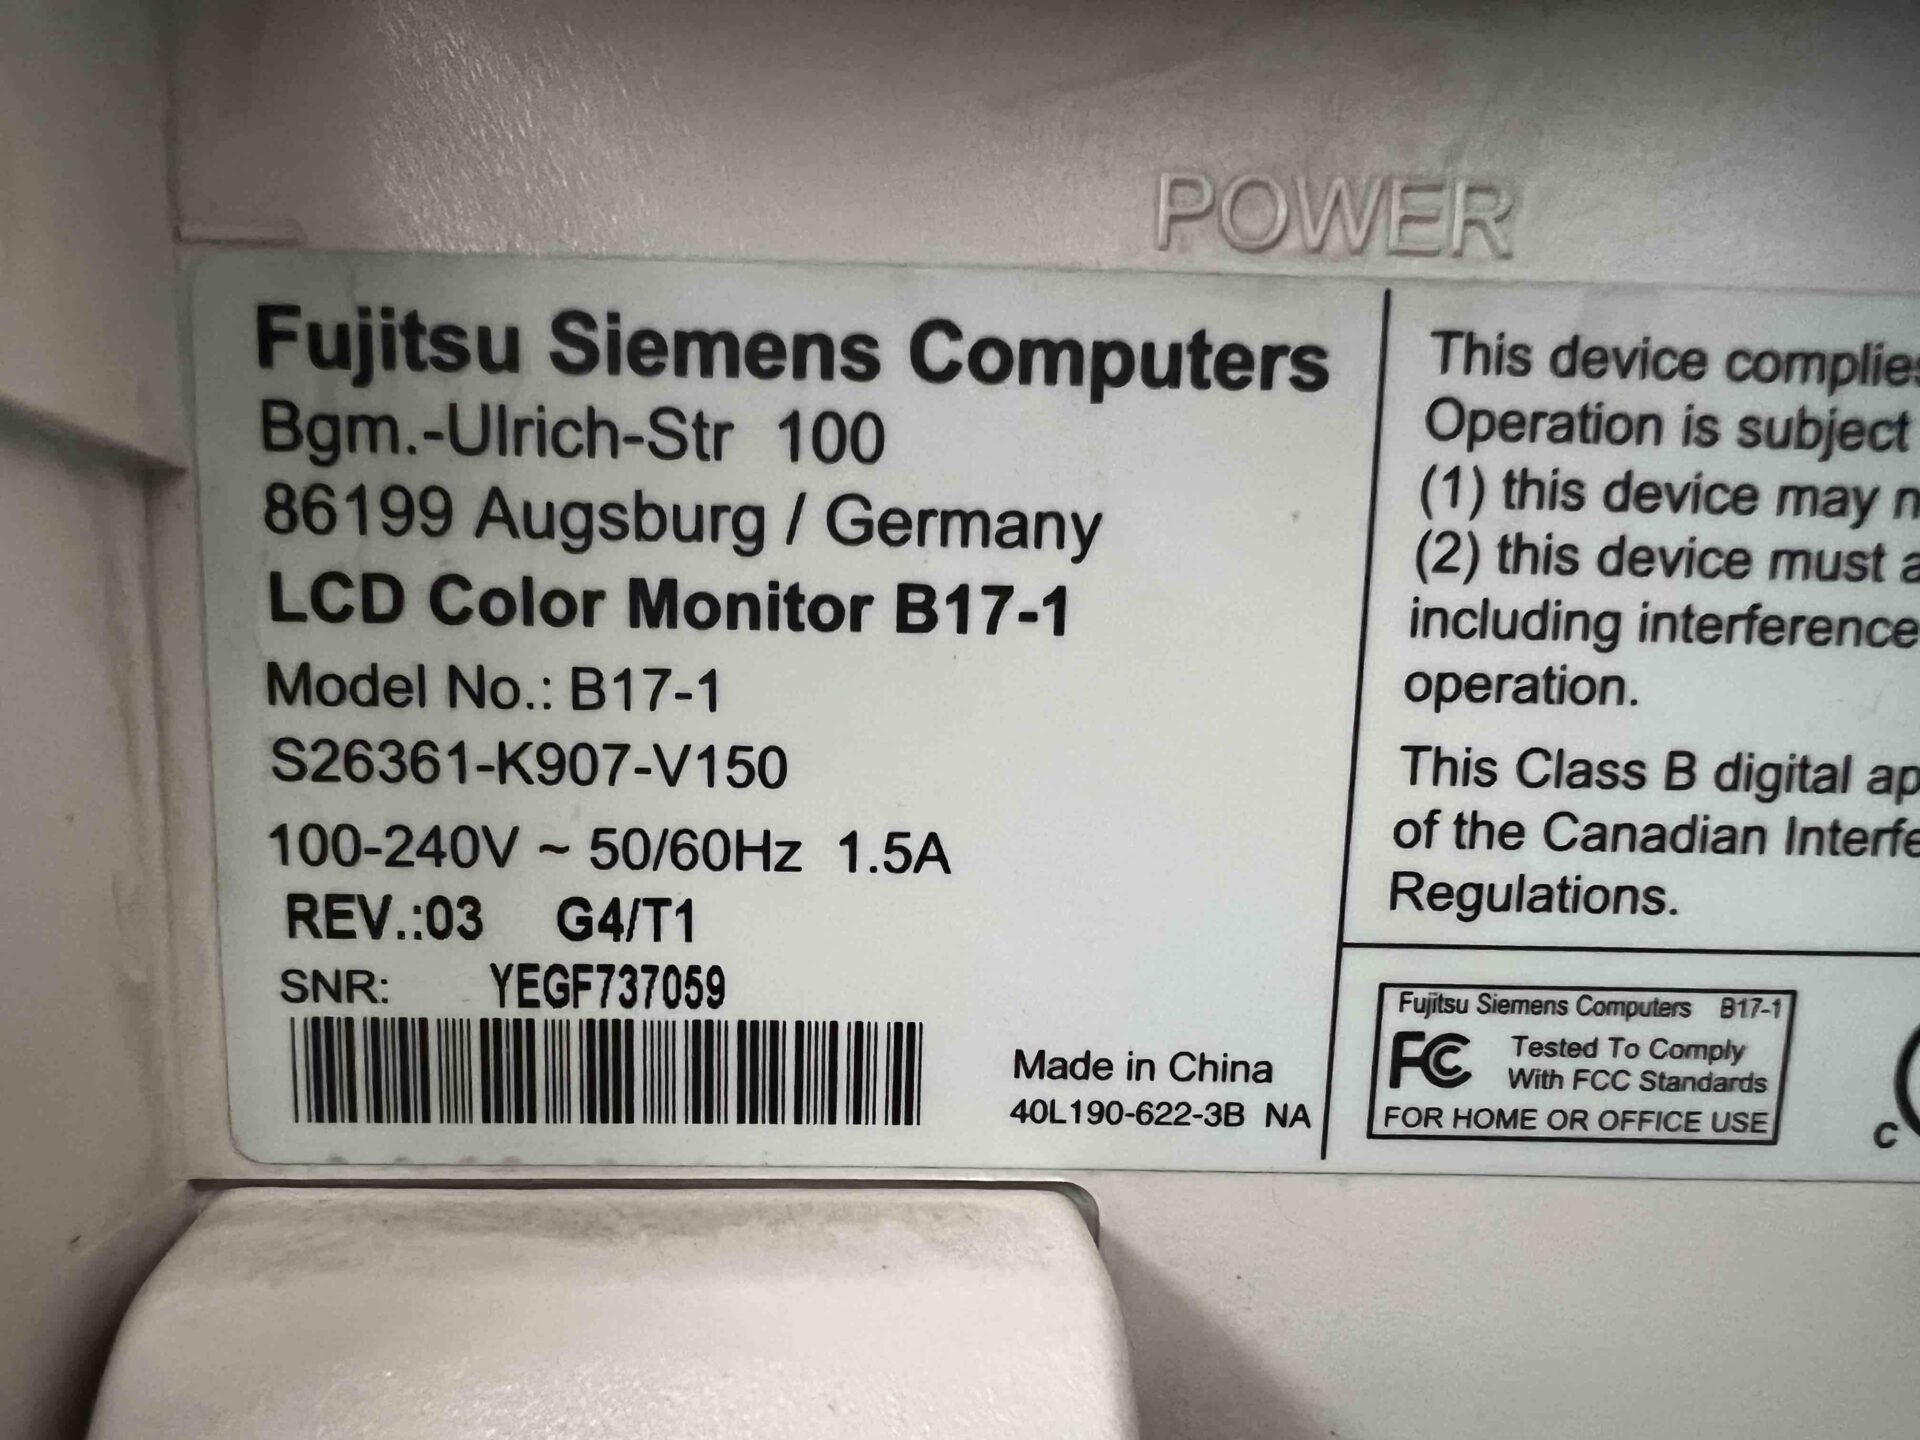 POWER
Fujitsu Siemens Computers
Bgm.-Ulrich-Str 100
86199 Augsburg / Germany
LCD Color Monitor B17-1
Model No.: B17-1
S26361-K907-V150
100-240V ~ 50/60Hz 1.5A
REV.:03 G4/T1
SNR: YEGF737059
Made in China
40L190-622-3B NA
This device complies
Operation is subject
(1) this device may n
(2) this device must a
including interference
operation.
This Class B digital ap
of the Canadian Interfe
Regulations.
Fujitsu Siemens Computers B17-1
FC Tested To Comply
With FCC Standards
FOR HOME OR OFFICE USE
C